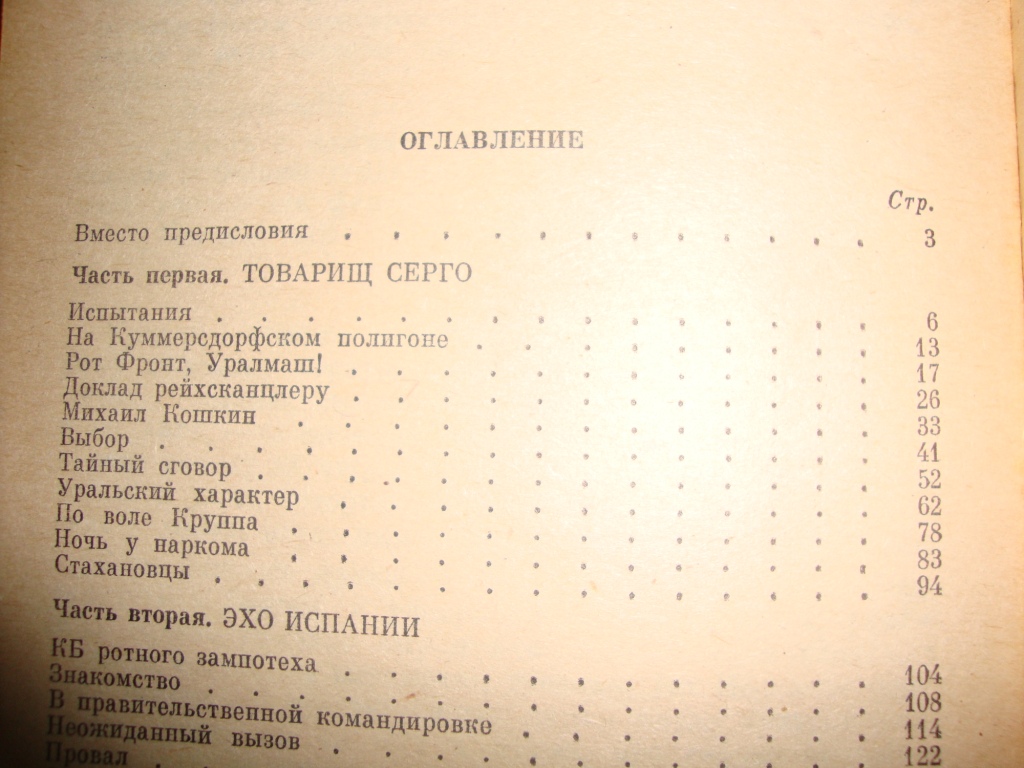 ОГЛАВЛЕНИЕ
Стр.
Вместо предисловия . . . . . . . . . . . . 3
Часть первая. ТОВАРИЩ СЕРГО
Испытания . . . . . . . . . . . . . . . 6
На Куммерсдорфском полигоне . . . . . . . . . 13
Рот Фронт, Уралмаш! . . . . . . . . . . . . 17
Доклад рейхсканцлеру . . . . . . . . . . . . 26
Михаил Кошкин . . . . . . . . . . . . . 33
Выбор . . . . . . . . . . . . . . . . 41
Тайный сговор . . . . . . . . . . . . . . 52
Уральский характер . . . . . . . . . . . . 62
По воле Круппа . . . . . . . . . . . . . 78
Ночь у наркома . . . . . . . . . . . . . 83
Стахановцы . . . . . . . . . . . . . . . 94
Часть вторая. ЭХО ИСПАНИИ
КБ ротного зампотеха . . . . . . . . . . . . 104
Знакомство . . . . . . . . . . . . . . . 108
В правительственной командировке . . . . . . . . 114
Неожиданный вызов . . . . . . . . . . . . 122
Провал .